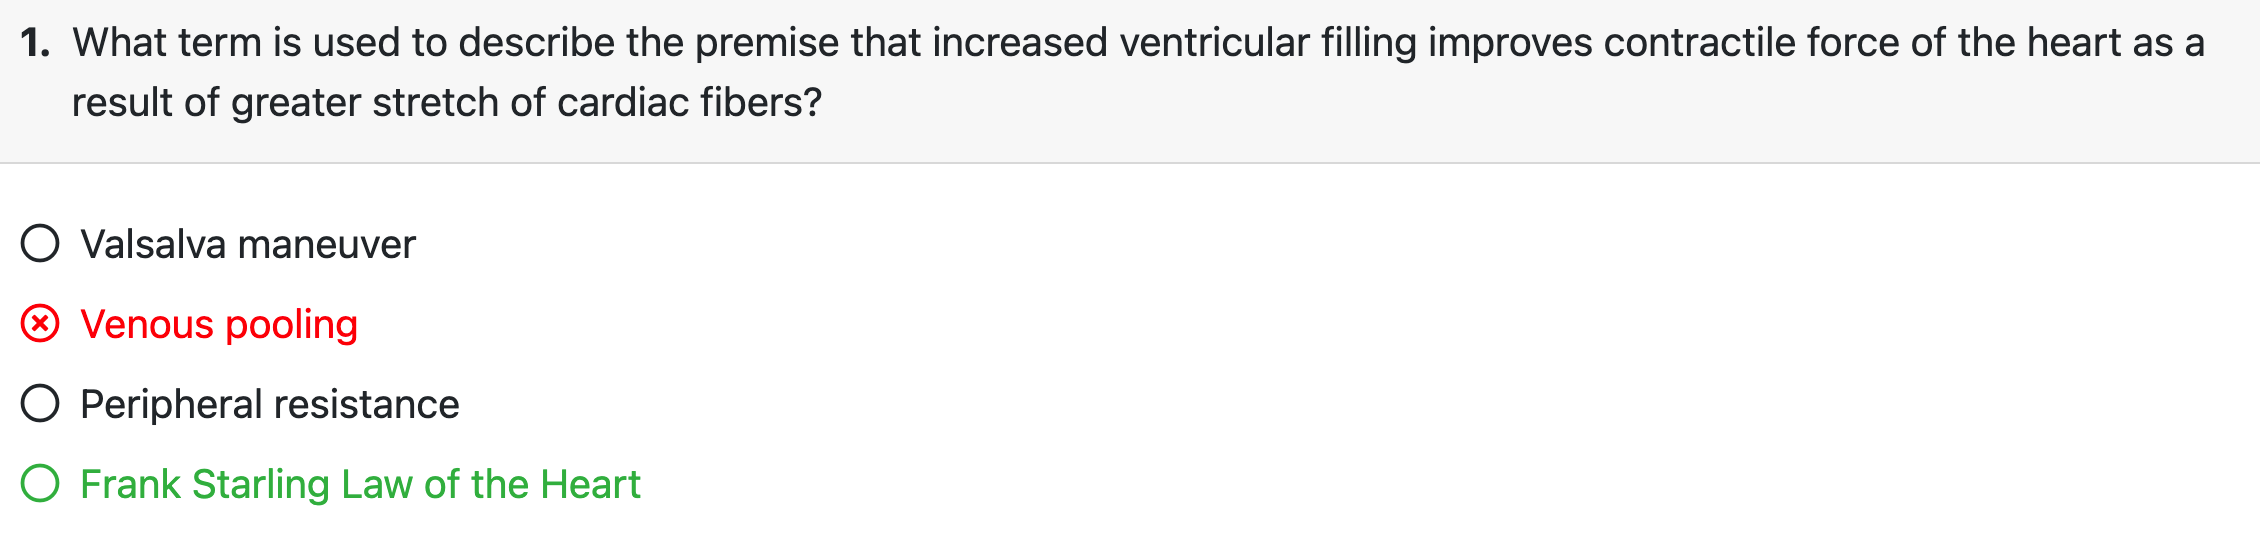 1. What term is used to describe the premise that increased ventricular filling improves contractile force of the heart as a
result of greater stretch of cardiac fibers?
Valsalva maneuver
Venous pooling
Peripheral resistance
Frank Starling Law of the Heart